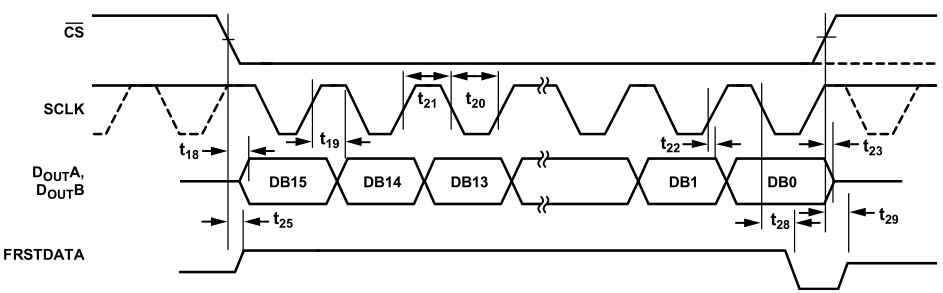 CS
SCLK
t21
t20
t19
t22
t18
t23
DOUTA,
DOUTB
DB15
DB14
DB13
DB1
DB0
t25
t28
t29
FRSTDATA